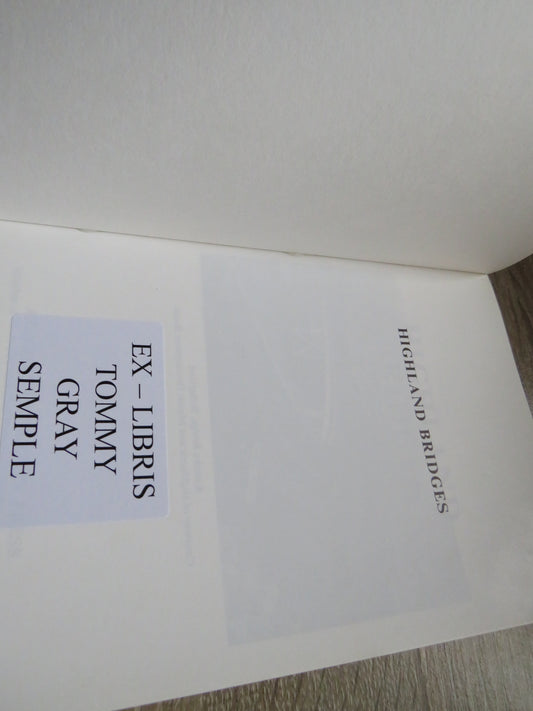 HIGHLAND BRIDGES
EX – LIBRIS
TOMMY
GRAY
SEMPLE